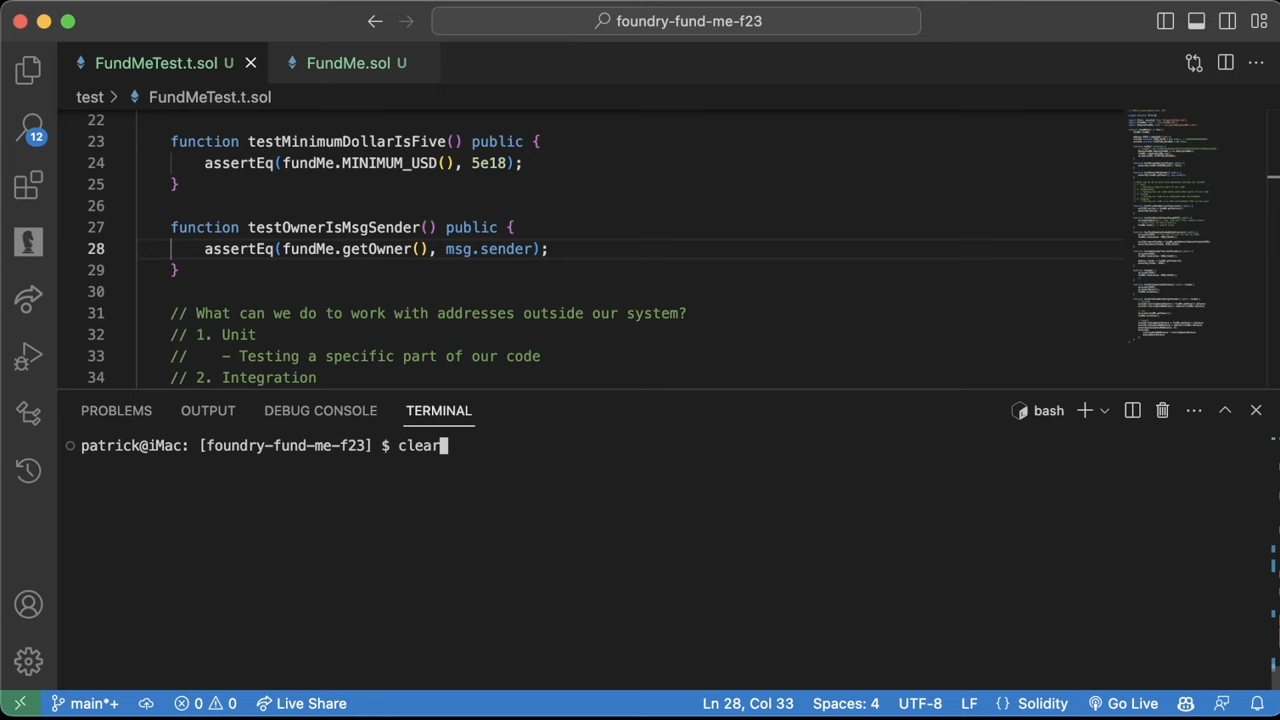 foundry-fund-me-f23
FundMeTest.t.sol U
FundMe.sol U
test > FundMeTest.t.sol
12
22
23 function testMinimumDollarIsFive() public {
24 assertEq(fundMe.MINIMUM_USD(), 5e18);
25 }
26
27 function testOwnerIsMsgSender() public {
28 assertEq(fundMe.getOwner(), msg.sender);
29 }
30
31 // What can we do to work with addresses outside our system?
32 // 1. Unit
33 // - Testing a specific part of our code
34 // 2. Integration
PROBLEMS OUTPUT DEBUG CONSOLE TERMINAL bash
patrick@iMac: [foundry-fund-me-f23] $ clear
main*+ 0 0 Live Share Ln 28, Col 33 Spaces: 4 UTF-8 LF {} Solidity Go Live